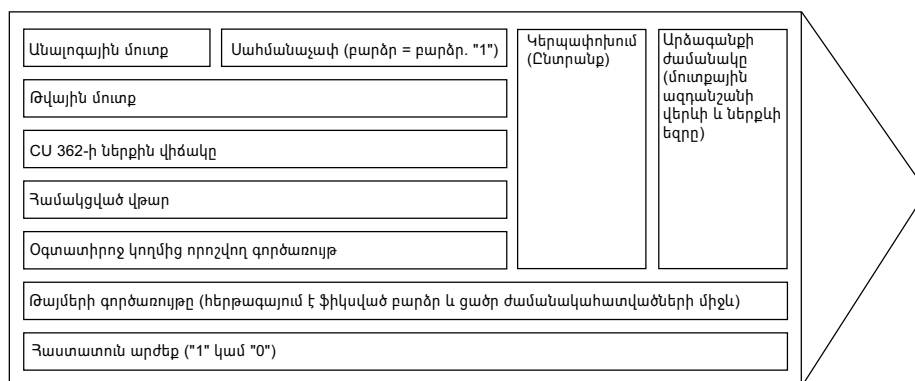 Անալոգային մուտք
Սահմանաչափ (բարձր = բարձր. "1")
Կերպափոխում
(Ընտրանք)
Արձագանքի
ժամանակը
(մուտքային
ազդանշանի
վերևի և ներքևի
եզրը)
Թվային մուտք
CU 362-ի ներքին վիճակը
Համակցված վթար
Օգտատիրոջ կողմից որոշվող գործառույթ
Թայմերի գործառույթը (հերթագայում է ֆիկսված բարձր և ցածր ժամանակահատվածների միջև)
Հաստատուն արժեք ("1" կամ "0")